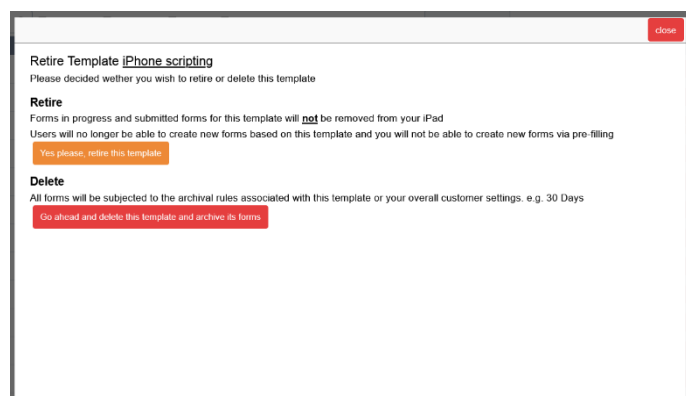 close
Retire Template iPhone scripting
Please decided wether you wish to retire or delete this template
Retire
Forms in progress and submitted forms for this template will not be removed from your iPad
Users will no longer be able to create new forms based on this template and you will not be able to create new forms via pre-filling
Yes please, retire this template
Delete
All forms will be subjected to the archival rules associated with this template or your overall customer settings. e.g. 30 Days
Go ahead and delete this template and archive its forms